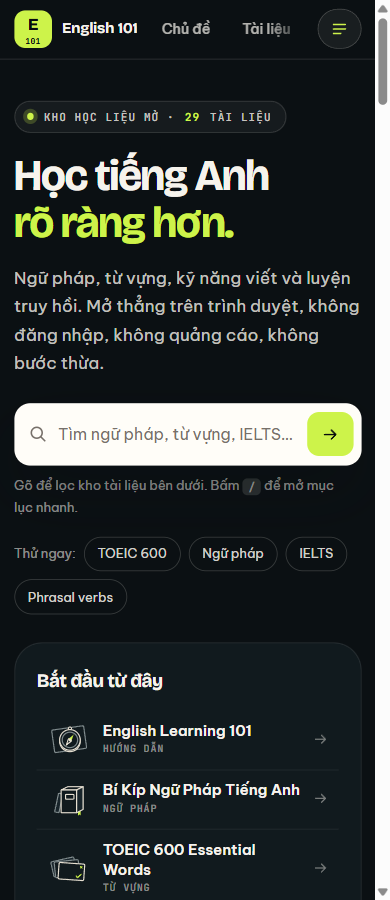 E
101
English 101
Chủ đề
Tài liệu
KHO HỌC LIỆU MỞ · 29 TÀI LIỆU
Học tiếng Anh
rõ ràng hơn.
Ngữ pháp, từ vựng, kỹ năng viết và luyện
truy hồi. Mở thẳng trên trình duyệt, không
đăng nhập, không quảng cáo, không
bước thừa.
Tìm ngữ pháp, từ vựng, IELTS...
Gõ để lọc kho tài liệu bên dưới. Bấm / để mở mục
lục nhanh.
Thử ngay:
TOEIC 600
Ngữ pháp
IELTS
Phrasal verbs
Bắt đầu từ đây
English Learning 101
HƯỚNG DẪN
Bí Kíp Ngữ Pháp Tiếng Anh
NGỮ PHÁP
TOEIC 600 Essential
Words
TỪ VỰNG